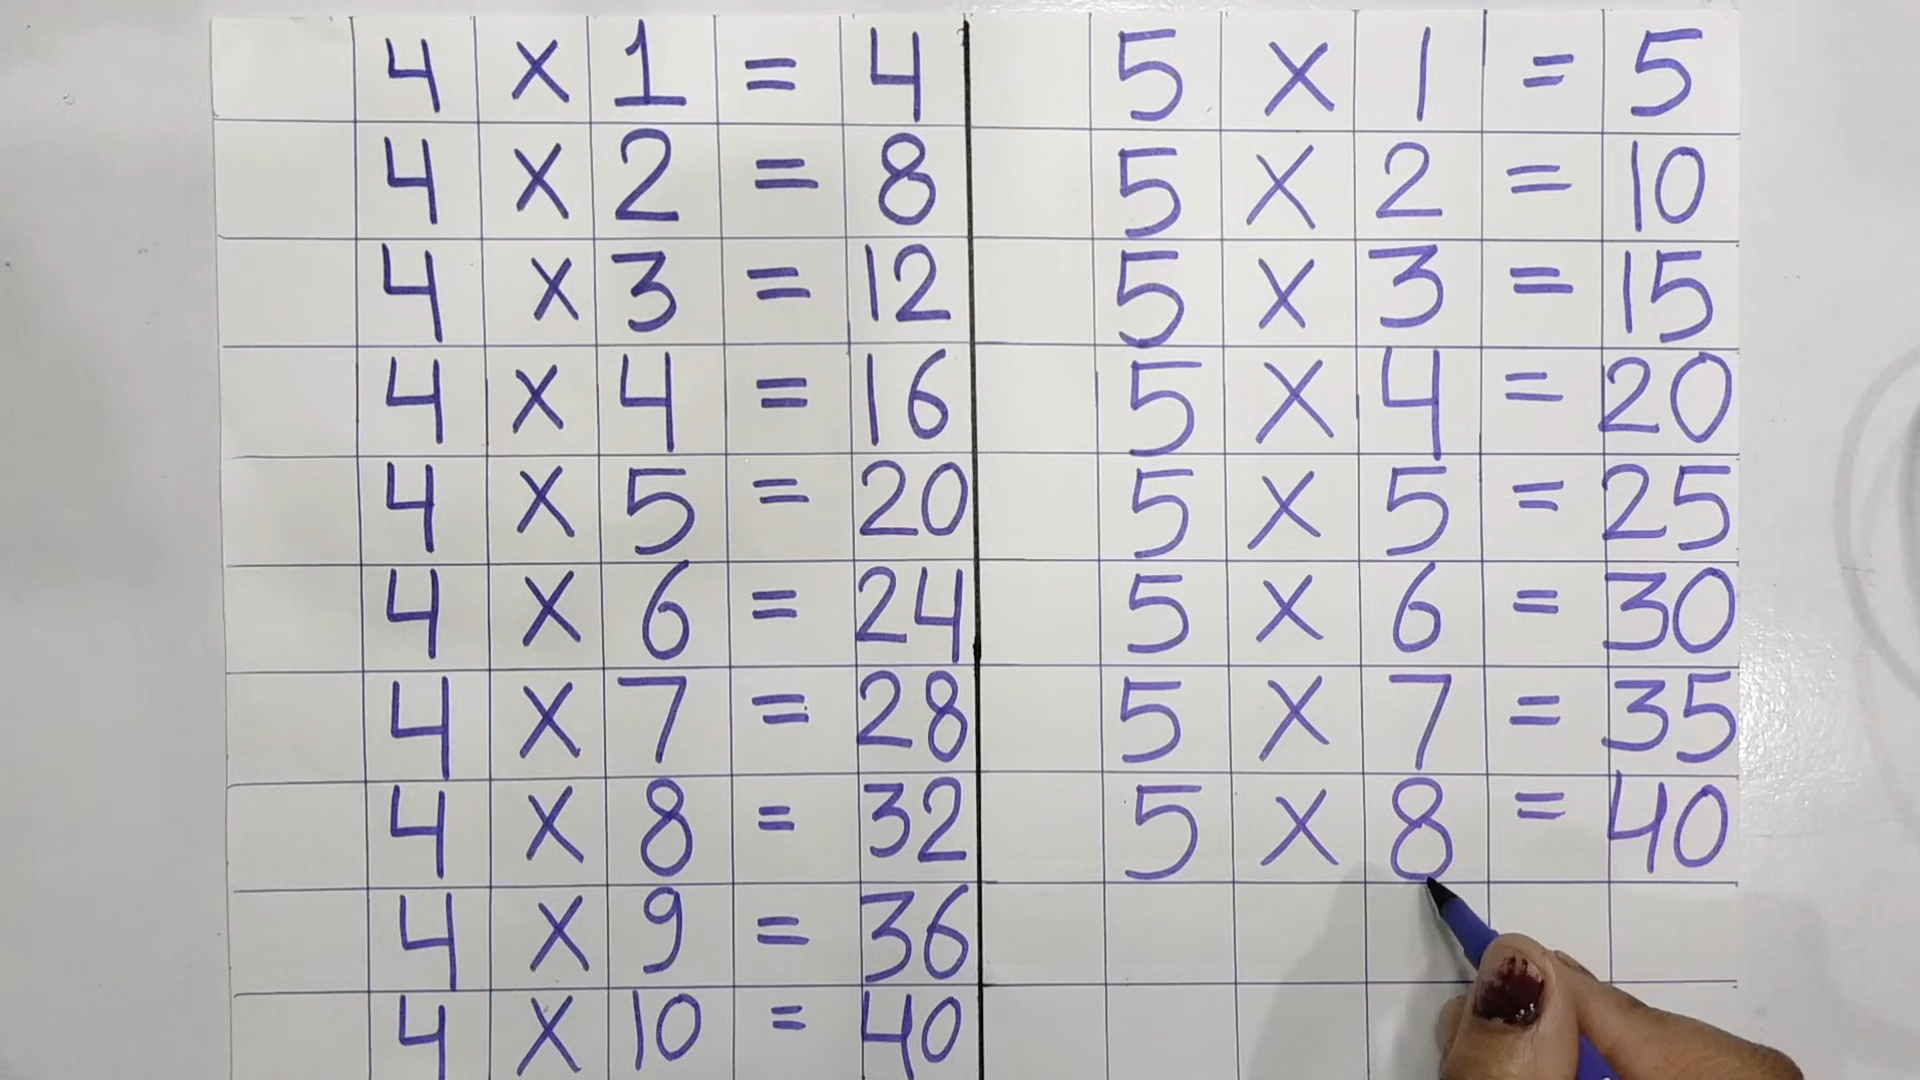 4 × 1 = 4
4 × 2 = 8
4 × 3 = 12
4 × 4 = 16
4 × 5 = 20
4 × 6 = 24
4 × 7 = 28
4 × 8 = 32
4 × 9 = 36
4 × 10 = 40
5 × 1 = 5
5 × 2 = 10
5 × 3 = 15
5 × 4 = 20
5 × 5 = 25
5 × 6 = 30
5 × 7 = 35
5 × 8 = 40